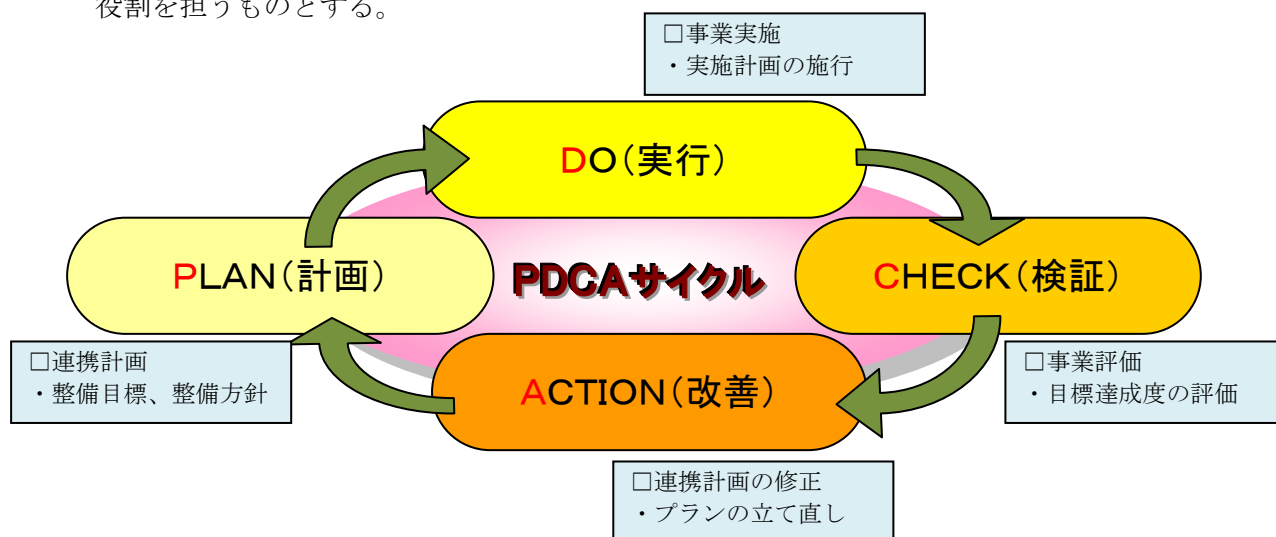 役割を担うものとする。
□事業実施
・実施計画の施行
DO（実行）
PLAN（計画）
PDCAサイクル
CHECK（検証）
□連携計画
・整備目標、整備方針
ACTION（改善）
□事業評価
・目標達成度の評価
□連携計画の修正
・プランの立て直し